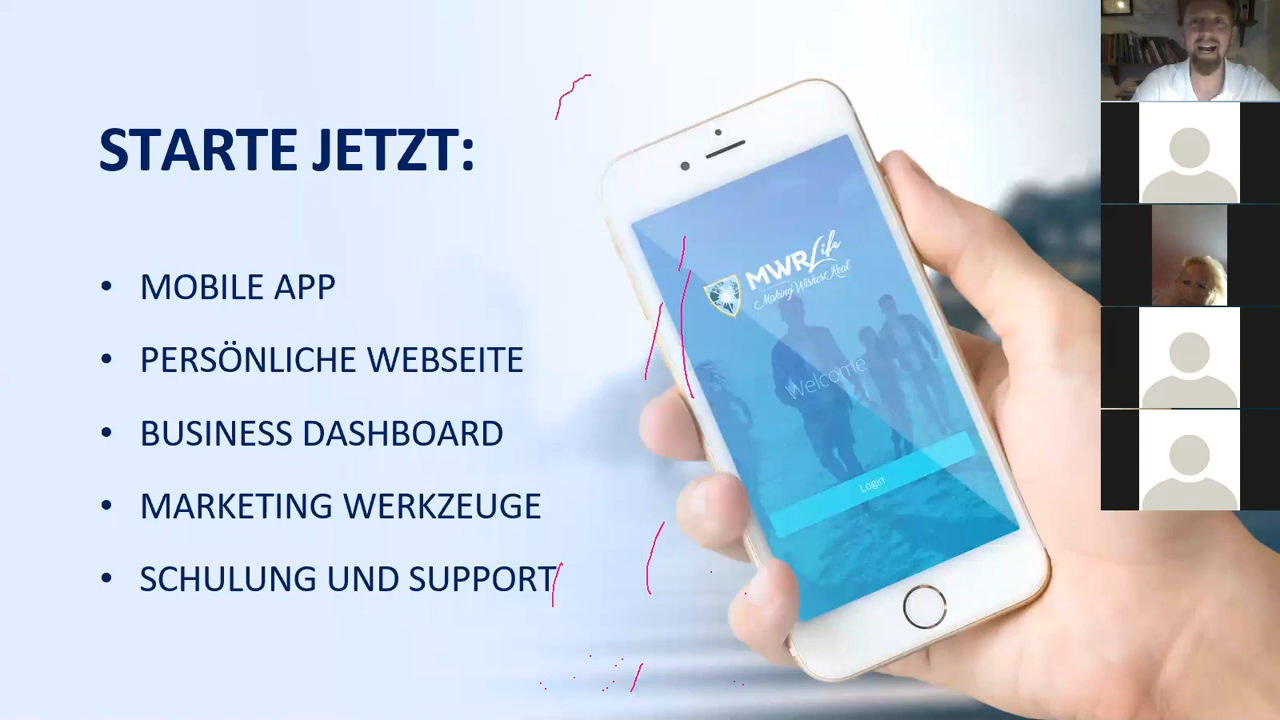 STARTE JETZT:
• MOBILE APP
• PERSÖNLICHE WEBSEITE
• BUSINESS DASHBOARD
• MARKETING WERKZEUGE
• SCHULUNG UND SUPPORT
MWRLife
Making Wishes Real
Welcome
Login